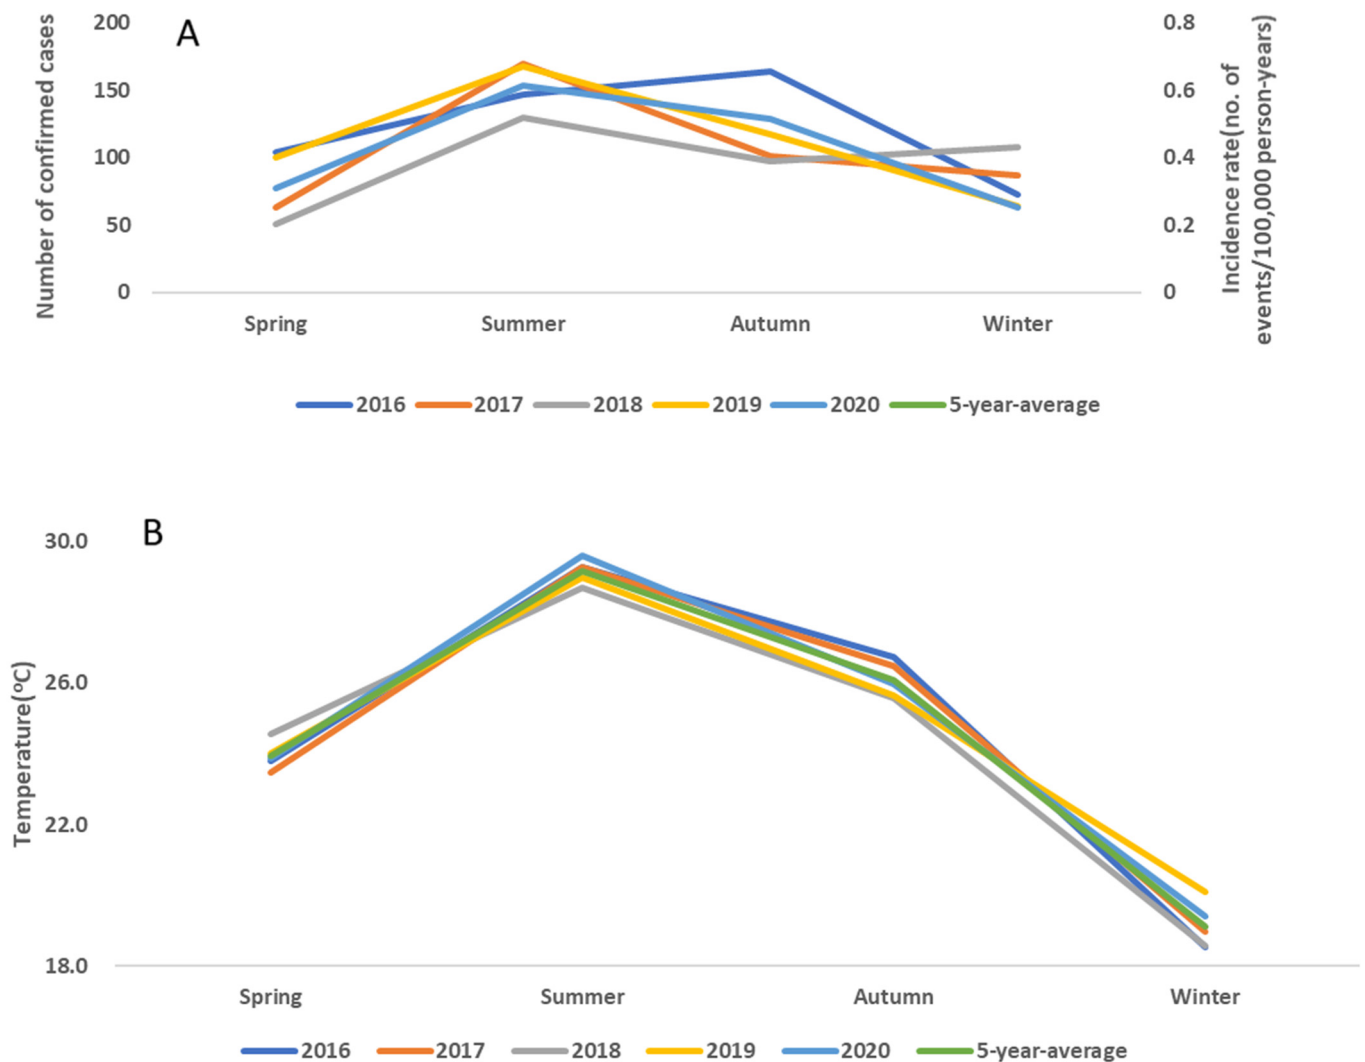 A
Number of confirmed cases
200
150
100
50
0
0.8
0.6
0.4
0.2
0
Incidence rate(no. of
events/100,000 person-years)
Spring Summer Autumn Winter
2016 2017 2018 2019 2020 5-year-average
B
Temperature(°C)
30.0
26.0
22.0
18.0
Spring Summer Autumn Winter
2016 2017 2018 2019 2020 5-year-average